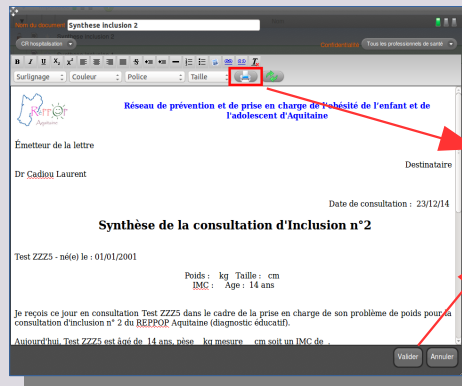 Nom du document Synthese inclusion 2
CR hospitalisation
Confidentialité Tous les professionnels de santé
B I U X₂ x² S T
Surlignage Couleur Police Taille
RePPOP
Aquitaine
Réseau de prévention et de prise en charge de l'obésité de l'enfant et de
l'adolescent d'Aquitaine
Émetteur de la lettre
Destinataire
Dr Cadiou Laurent
Date de consultation : 23/12/14
Synthèse de la consultation d'Inclusion n°2
Test ZZZ5 - né(e) le : 01/01/2001
Poids : kg Taille : cm
IMC : Age : 14 ans
Je reçois ce jour en consultation Test ZZZ5 dans le cadre de la prise en charge de son problème de poids pour la
consultation d'inclusion n° 2 du REPPOP Aquitaine (diagnostic éducatif).
Aujourd'hui, Test ZZZ5 est âgé de 14 ans, pèse kg mesure cm soit un IMC de .
Valider Annuler